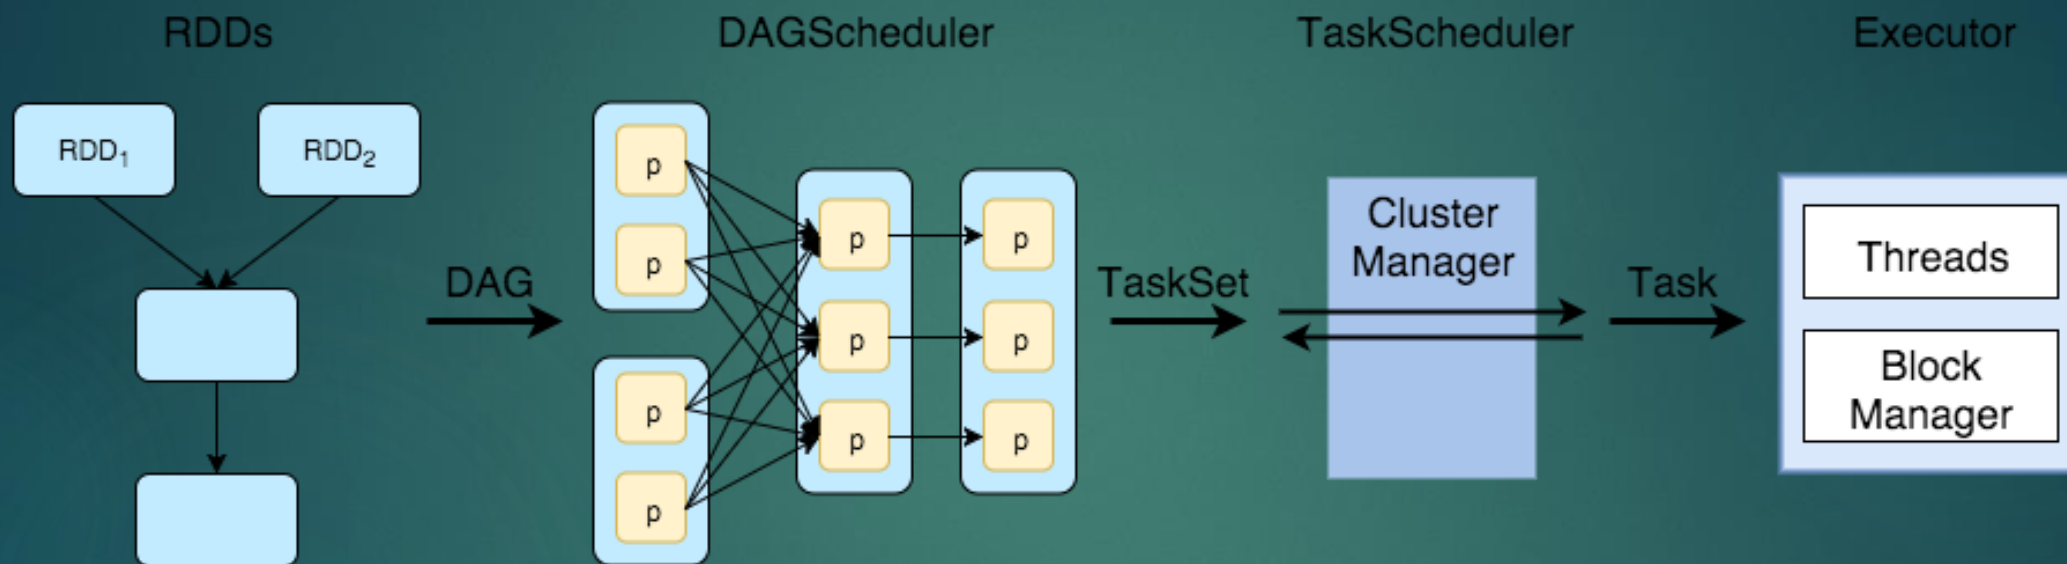 RDDs
RDD1
RDD2
DAG
DAGScheduler
p
p
p
p
p
p
p
p
p
p
TaskSet
TaskScheduler
Cluster
Manager
Task
Executor
Threads
Block
Manager